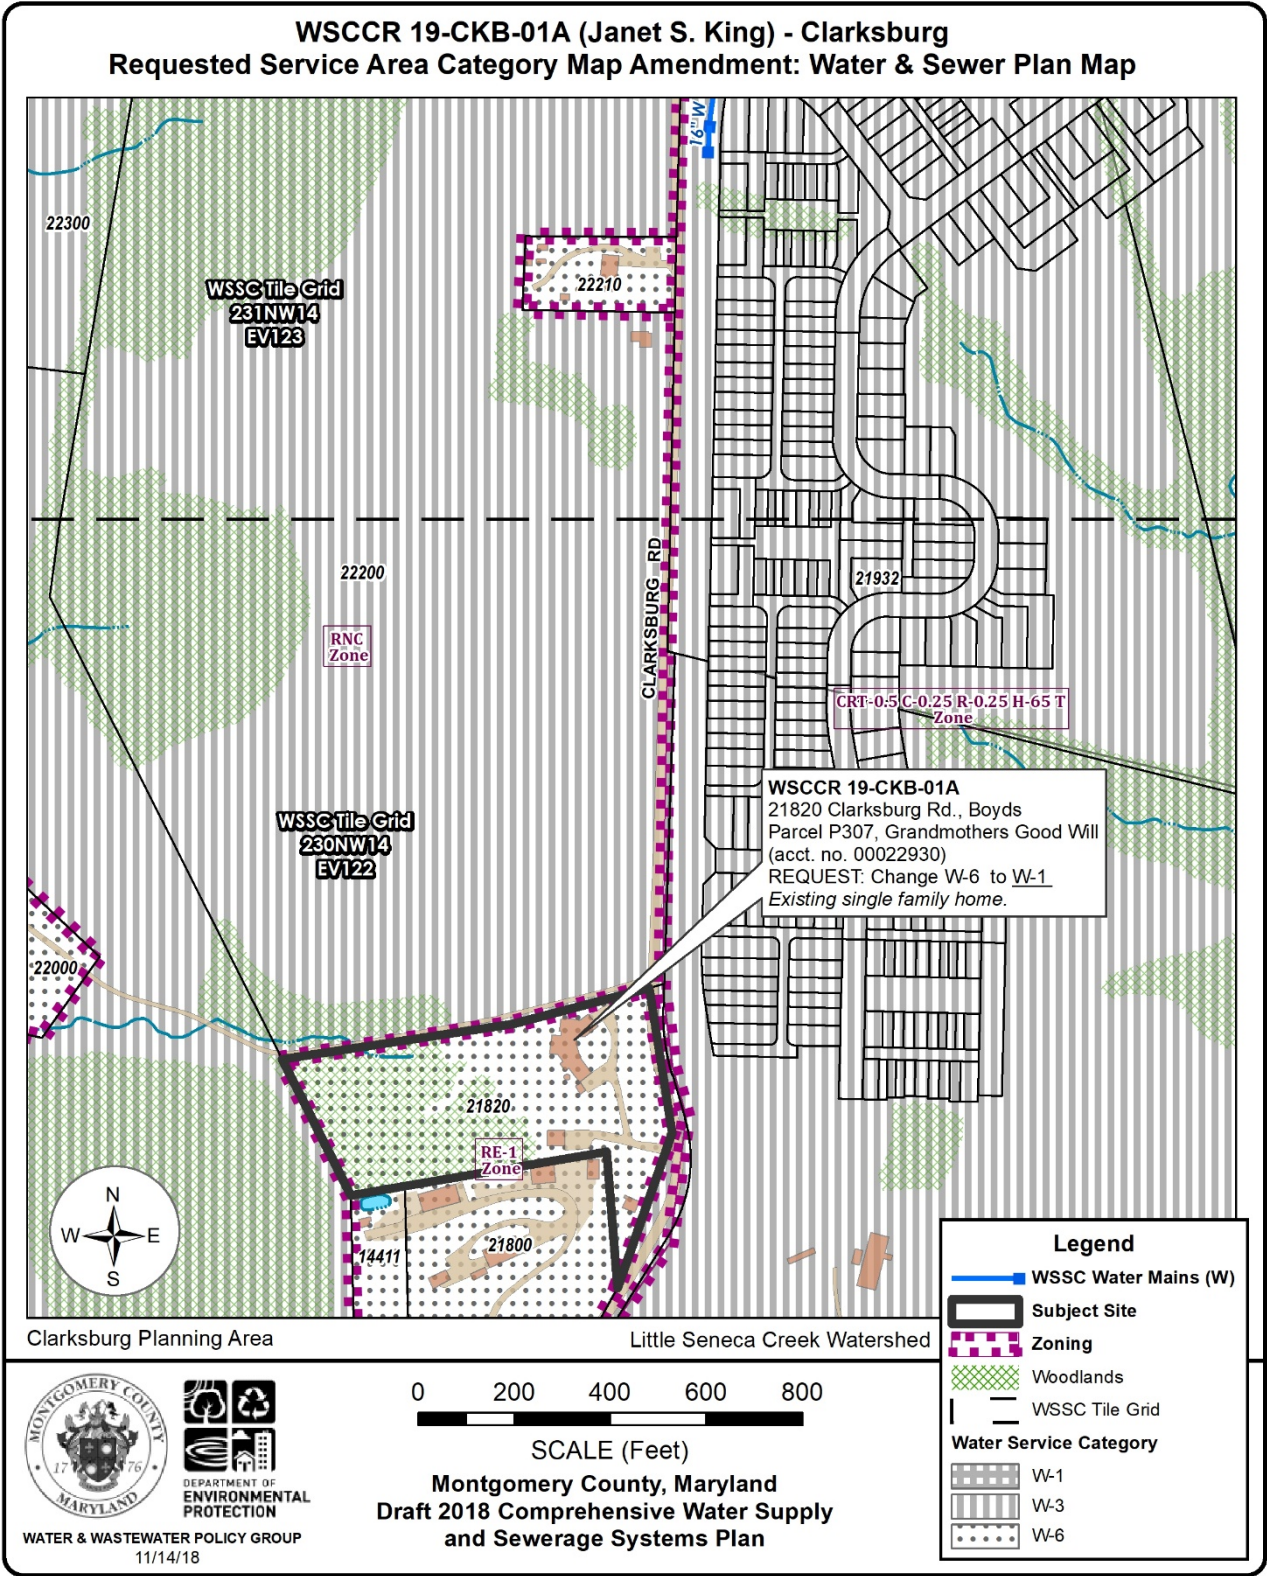 WSCCR 19-CKB-01A (Janet S. King) - Clarksburg
Requested Service Area Category Map Amendment: Water & Sewer Plan Map
16" W
22300
WSSC Tile Grid
231NW14
EV123
22210
22200
CLARKSBURG RD
21932
RNC
Zone
CRT-0.5 C-0.25 R-0.25 H-65 T
Zone
WSSC Tile Grid
230NW14
EV122
WSCCR 19-CKB-01A
21820 Clarksburg Rd., Boyds
Parcel P307, Grandmothers Good Will
(acct. no. 00022930)
REQUEST: Change W-6 to W-1
Existing single family home.
22000
21820
RE-1
Zone
14411
21800
N
W
E
S
Clarksburg Planning Area
Little Seneca Creek Watershed
Legend
WSSC Water Mains (W)
Subject Site
Zoning
Woodlands
WSSC Tile Grid
Water Service Category
W-1
W-3
W-6
MONTGOMERY COUNTY
17 76
MARYLAND
DEPARTMENT OF
ENVIRONMENTAL
PROTECTION
WATER & WASTEWATER POLICY GROUP
11/14/18
0 200 400 600 800
SCALE (Feet)
Montgomery County, Maryland
Draft 2018 Comprehensive Water Supply
and Sewerage Systems Plan